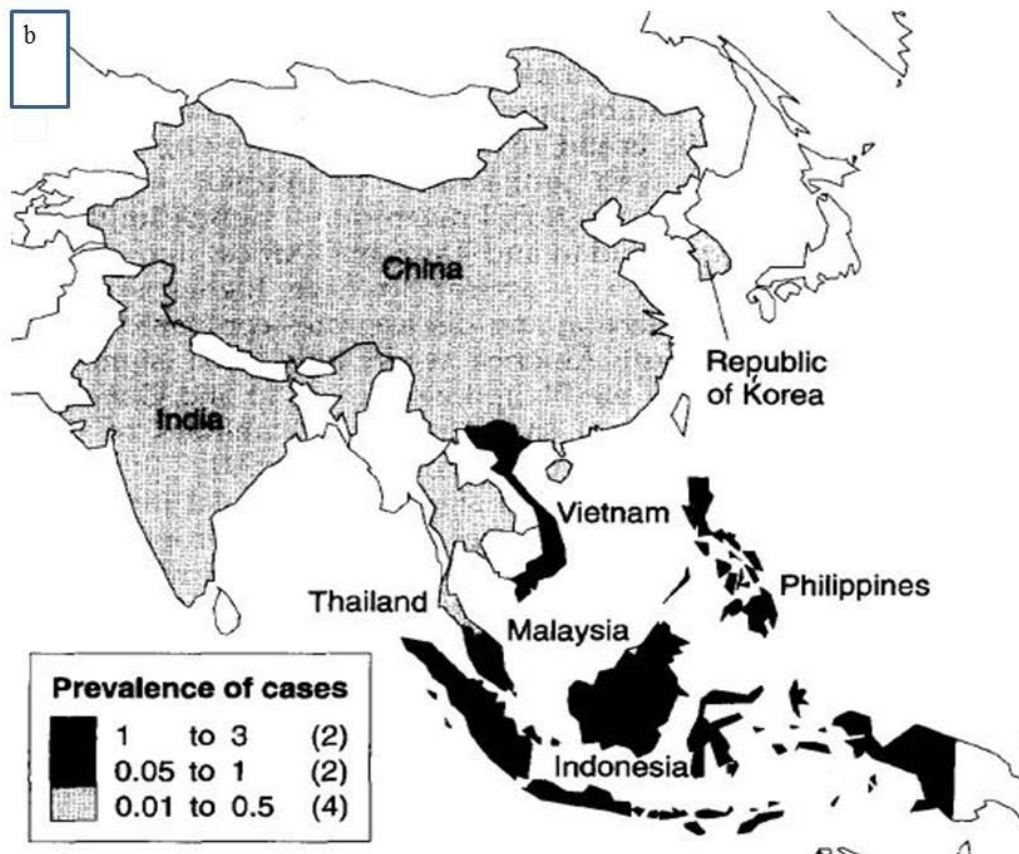 b
China
Republic
of Korea
India
Vietnam
Philippines
Thailand
Malaysia
Indonesia
Prevalence of cases
1 to 3 (2)
0.05 to 1 (2)
0.01 to 0.5 (4)